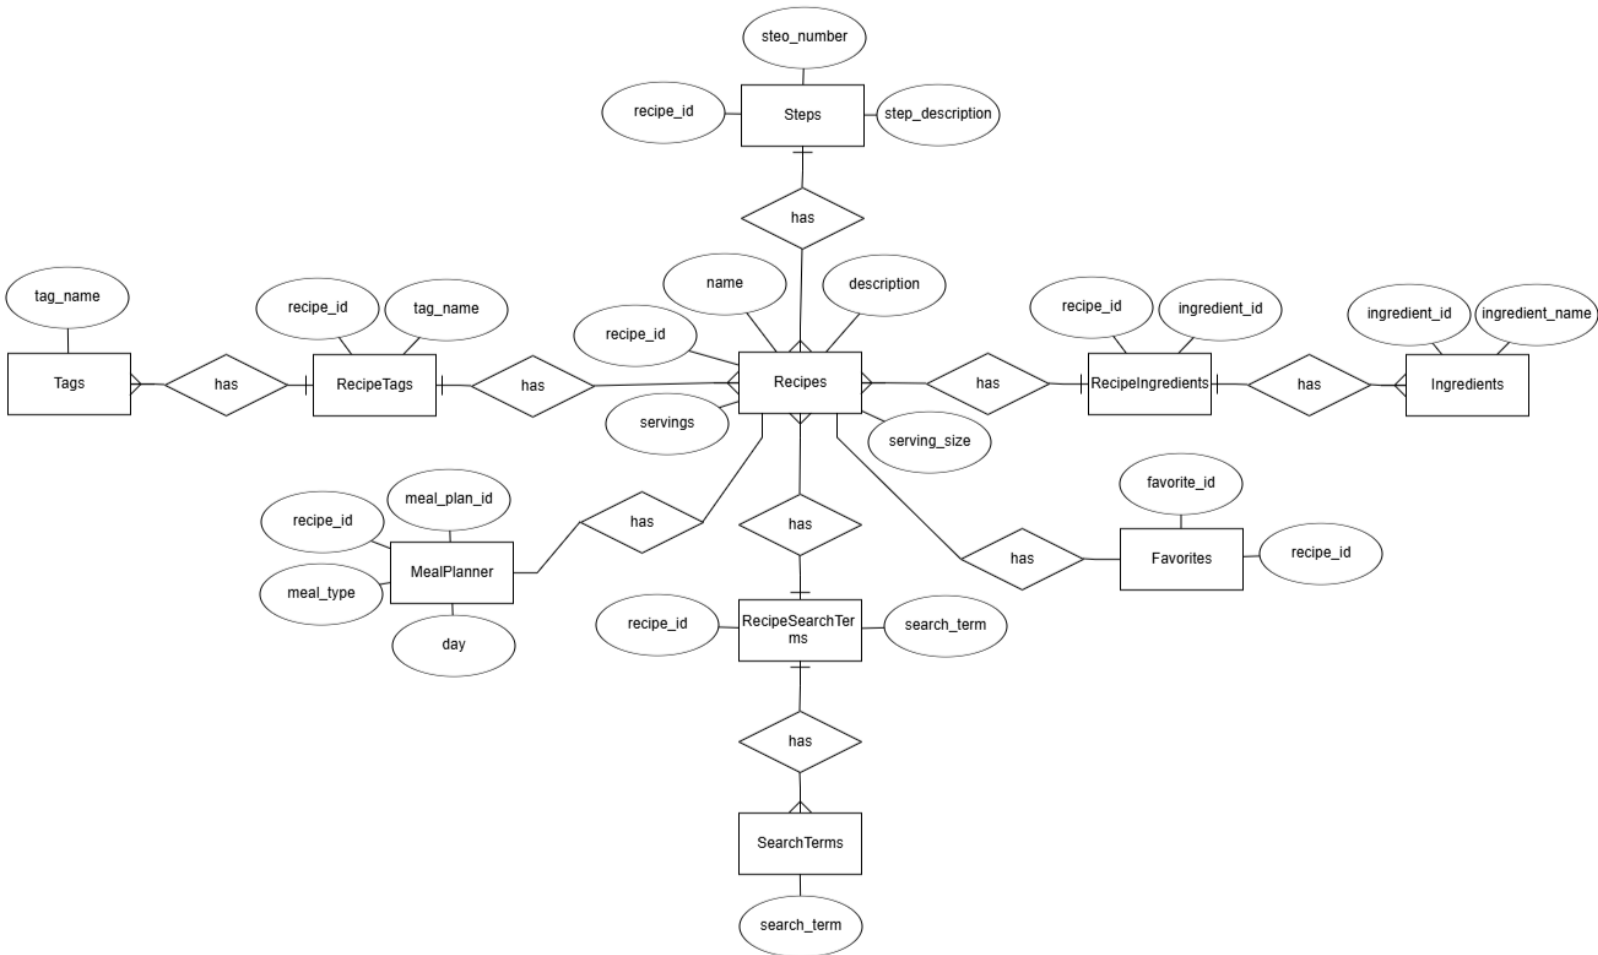 steo_number
recipe_id
Steps
step_description
has
name
description
tag_name
recipe_id
tag_name
recipe_id
recipe_id
ingredient_id
ingredient_id
ingredient_name
Tags
has
RecipeTags
has
Recipes
has
RecipeIngredients
has
Ingredients
servings
serving_size
meal_plan_id
recipe_id
has
has
favorite_id
MealPlanner
has
Favorites
recipe_id
meal_type
day
recipe_id
RecipeSearchTer
ms
search_term
has
SearchTerms
search_term